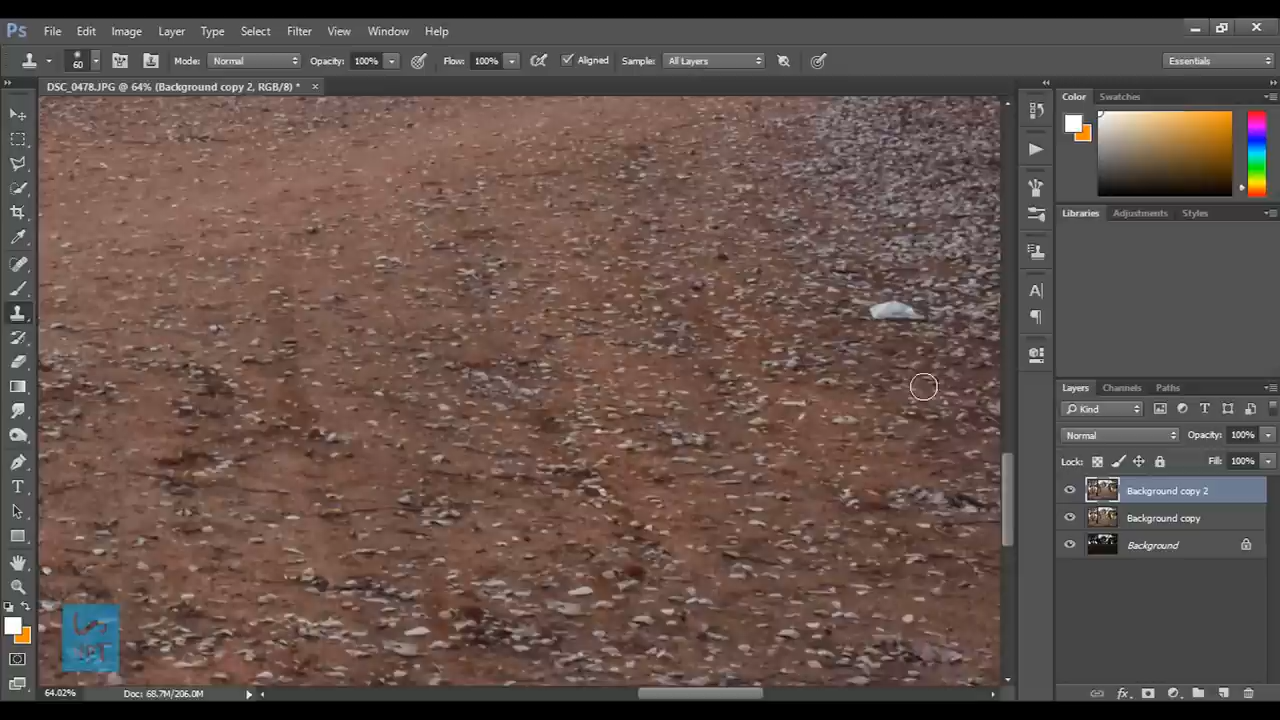 Ps File Edit Image Layer Type Select Filter View Window Help
60 Mode: Normal Opacity: 100% Flow: 100% Aligned Sample: All Layers Essentials
DSC_0478.JPG @ 64% (Background copy 2, RGB/8) *
Color Swatches
Libraries Adjustments Styles
Layers Channels Paths
Kind
Normal Opacity: 100%
Lock: Fill: 100%
Background copy 2
Background copy
Background
64.02% Doc: 68.7M/206.0M